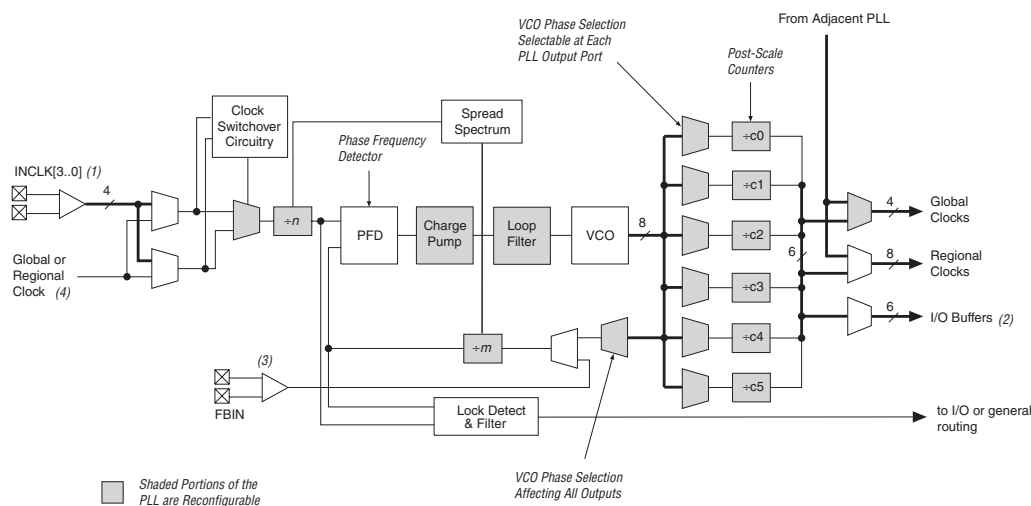 From Adjacent PLL
VCO Phase Selection
Selectable at Each
PLL Output Port
Post-Scale
Counters
Clock
Switchover
Circuitry
Spread
Spectrum
Phase Frequency
Detector
÷c0
INCLK[3..0] (1)
4
÷c1
4
Global
Clocks
÷n
PFD
Charge
Pump
Loop
Filter
VCO
8
÷c2
6
8
Regional
Clocks
Global or
Regional
Clock (4)
÷c3
6
I/O Buffers (2)
÷m
÷c4
(3)
÷c5
FBIN
Lock Detect
& Filter
to I/O or general
routing
VCO Phase Selection
Affecting All Outputs
Shaded Portions of the
PLL are Reconfigurable